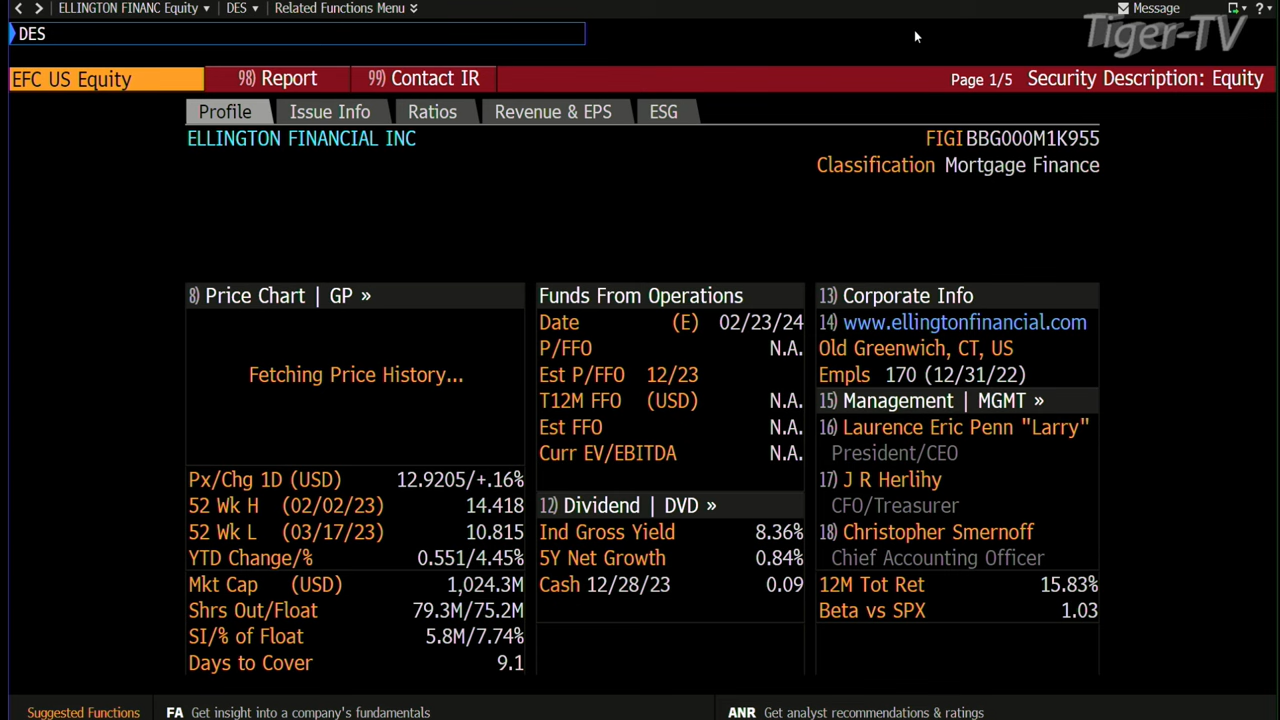 ELLINGTON FINANC Equity DES Related Functions Menu Message ?
DES
Tiger-TV
EFC US Equity 98) Report 99) Contact IR Page 1/5 Security Description: Equity
Profile Issue Info Ratios Revenue & EPS ESG
ELLINGTON FINANCIAL INC FIGI BBG000M1K955
Classification Mortgage Finance
8) Price Chart | GP »
Fetching Price History...
Px/Chg 1D (USD) 12.9205/+.16%
52 Wk H (02/02/23) 14.418
52 Wk L (03/17/23) 10.815
YTD Change/% 0.551/4.45%
Mkt Cap (USD) 1,024.3M
Shrs Out/Float 79.3M/75.2M
SI/% of Float 5.8M/7.74%
Days to Cover 9.1
Funds From Operations
Date (E) 02/23/24
P/FFO N.A.
Est P/FFO 12/23
T12M FFO (USD) N.A.
Est FFO N.A.
Curr EV/EBITDA N.A.
12) Dividend | DVD »
Ind Gross Yield 8.36%
5Y Net Growth 0.84%
Cash 12/28/23 0.09
13) Corporate Info
14) www.ellingtonfinancial.com
Old Greenwich, CT, US
Empls 170 (12/31/22)
15) Management | MGMT »
16) Laurence Eric Penn "Larry"
President/CEO
17) J R Herlihy
CFO/Treasurer
18) Christopher Smernoff
Chief Accounting Officer
12M Tot Ret 15.83%
Beta vs SPX 1.03
Suggested Functions FA Get insight into a company's fundamentals ANR Get analyst recommendations & ratings